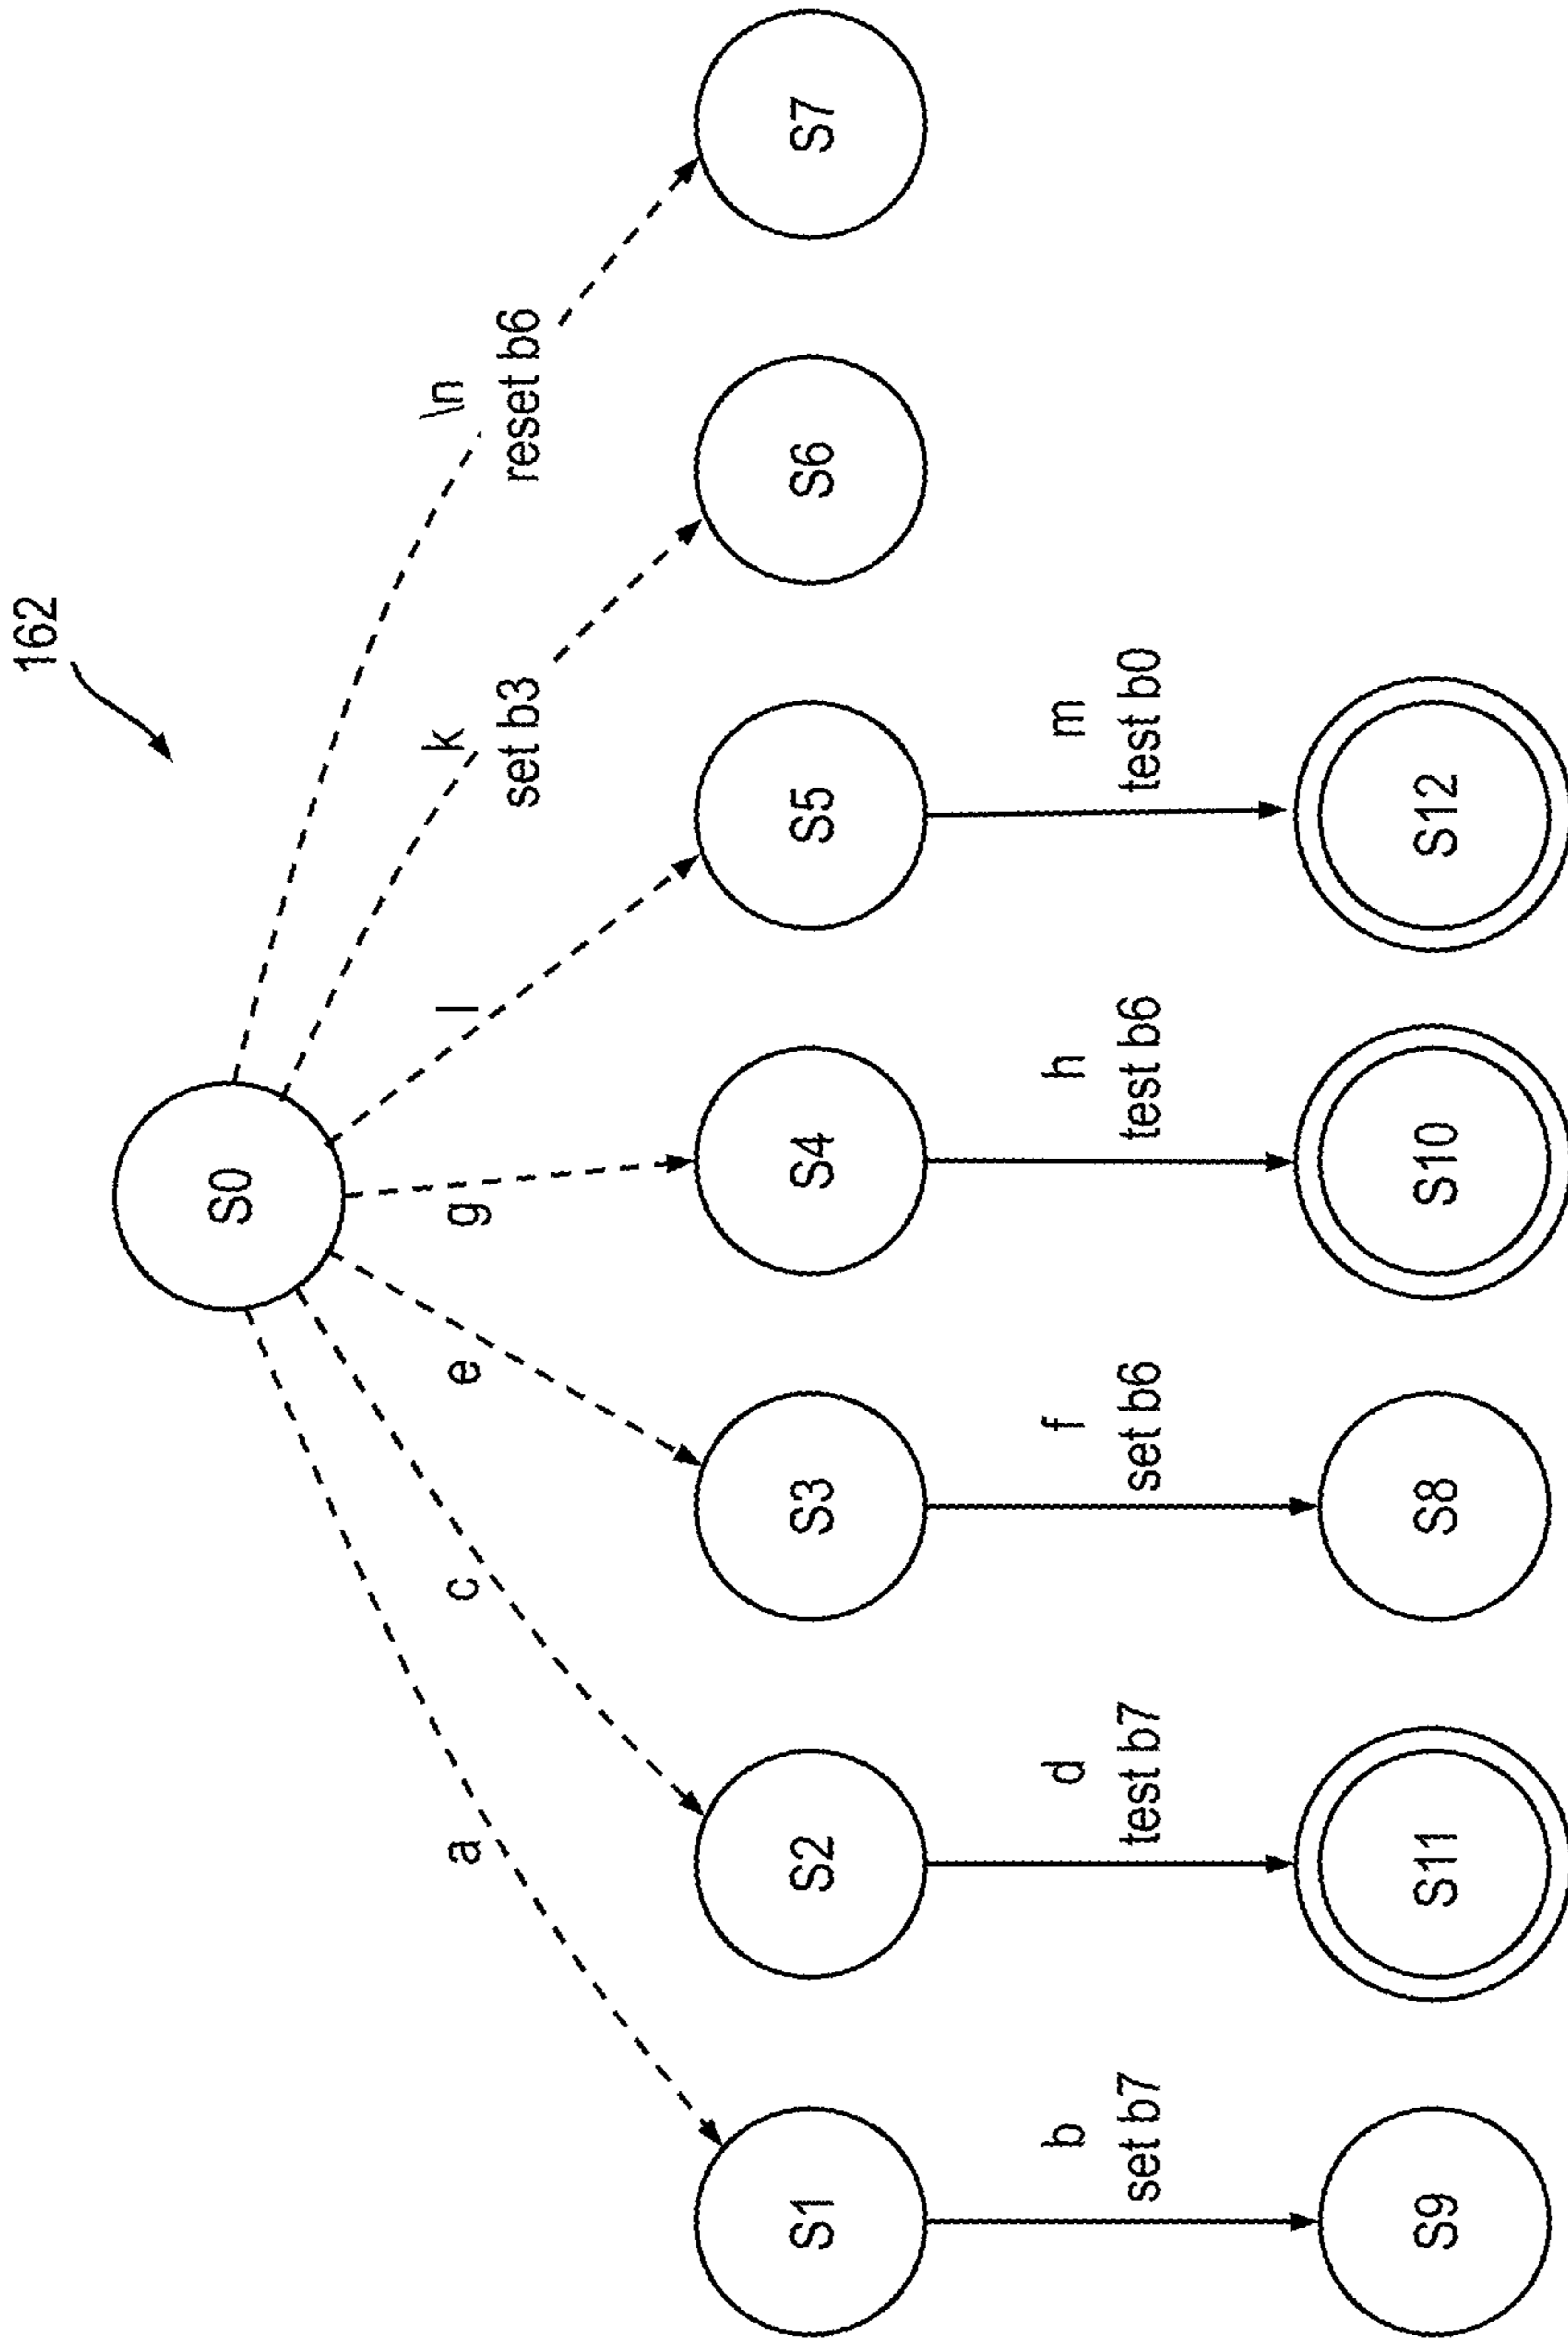 162
S0
a
c
e
g
l
k
set b3
\n
reset b6
S1
S2
S3
S4
S5
S6
S7
b
set b7
d
test b7
f
set b6
h
test b6
m
test b0
S9
S11
S8
S10
S12